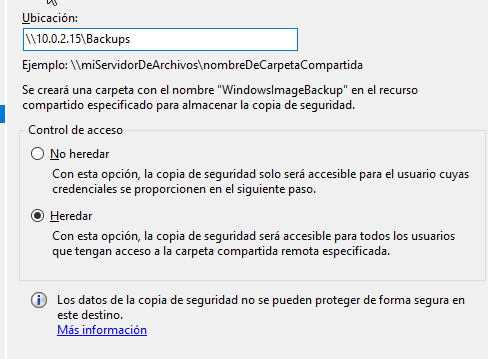 Ubicación:
\\10.0.2.15\Backups
Ejemplo: \\miServidorDeArchivos\nombreDeCarpetaCompartida
Se creará una carpeta con el nombre "WindowsImageBackup" en el recurso
compartido especificado para almacenar la copia de seguridad.
Control de acceso
No heredar
Con esta opción, la copia de seguridad solo será accesible para el usuario cuyas
credenciales se proporcionen en el siguiente paso.
Heredar
Con esta opción, la copia de seguridad será accesible para todos los usuarios
que tengan acceso a la carpeta compartida remota especificada.
Los datos de la copia de seguridad no se pueden proteger de forma segura en
este destino.
Más información